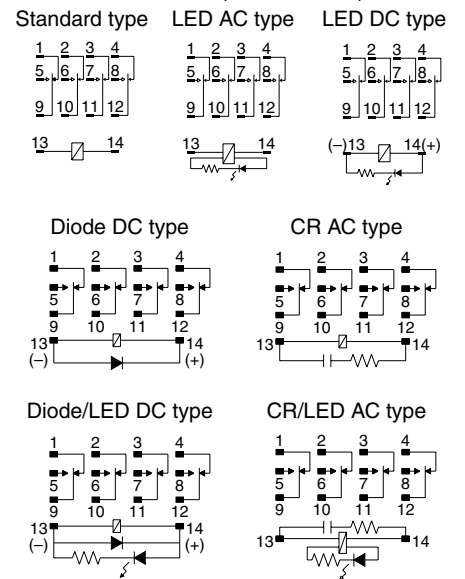 Standard type LED AC type LED DC type
1 2 3 4 1 2 3 4 1 2 3 4
5 6 7 8 5 6 7 8 5 6 7 8
9 10 11 12 9 10 11 12 9 10 11 12
13 14 13 14 (–)13 14(+)
Diode DC type CR AC type
1 2 3 4 1 2 3 4
5 6 7 8 5 6 7 8
9 10 11 12 9 10 11 12
13 14 13 14
(–) (+)
Diode/LED DC type CR/LED AC type
1 2 3 4 1 2 3 4
5 6 7 8 5 6 7 8
9 10 11 12 9 10 11 12
13 14 13 14
(–) (+)